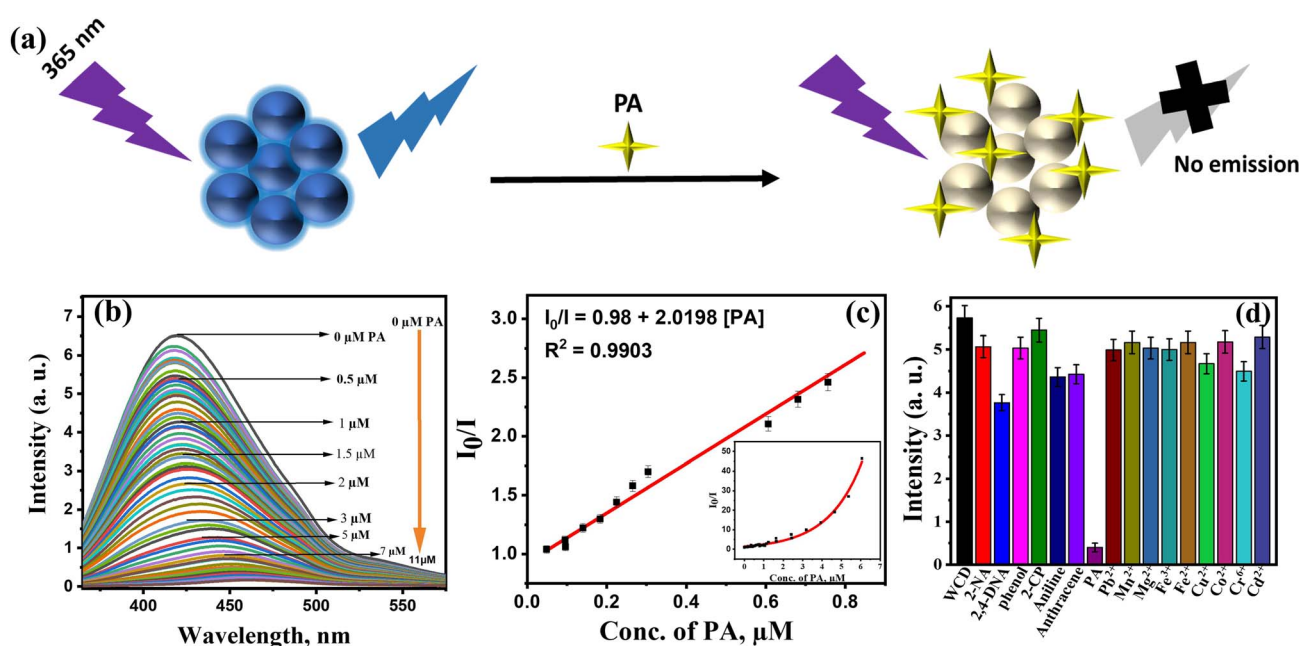 (a)
365 nm
PA
No emission
(b)
Intensity (a. u.)
7
6
5
4
3
2
1
0
0 µM PA
0 µM PA
0.5 µM
1 µM
1.5 µM
2 µM
3 µM
5 µM
7 µM
11µM
400 450 500 550
Wavelength, nm
(c)
I₀/I = 0.98 + 2.0198 [PA]
R² = 0.9903
I₀/I
3.0
2.5
2.0
1.5
1.0
0.0 0.2 0.4 0.6 0.8
Conc. of PA, µM
I₀/I
50
40
30
20
10
0
0 1 2 3 4 5 6 7
Conc. of PA, µM
(d)
Intensity (a. u.)
6
5
4
3
2
1
0
WCD
2-NA
2,4-DNA
phenol
2-CP
Aniline
Anthracene
PA
Pb²⁺
Mn²⁺
Mg²⁺
Fe³⁺
Fe²⁺
Cu²⁺
Co²⁺
Cr⁶⁺